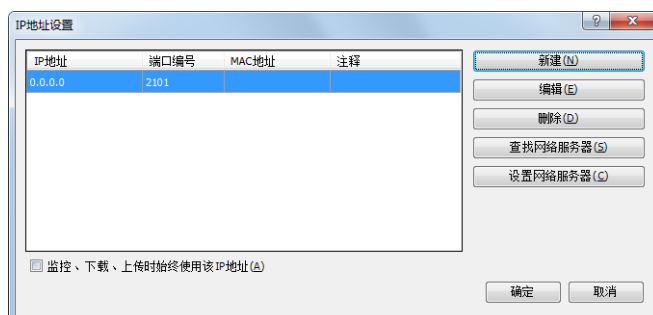 IP地址设置
IP地址 端口编号 MAC地址 注释
0.0.0.0 2101
新建(N)
编辑(E)
删除(D)
查找网络服务器(S)
设置网络服务器(C)
监控、下载、上传时始终使用该IP地址(A)
确定 取消